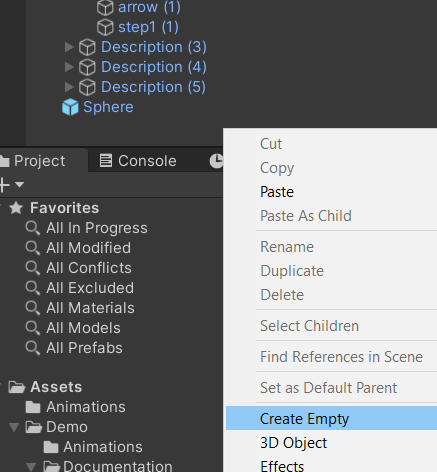 arrow (1)
step1 (1)
Description (3)
Description (4)
Description (5)
Sphere
Project
Console
Favorites
All In Progress
All Modified
All Conflicts
All Excluded
All Materials
All Models
All Prefabs
Assets
Animations
Demo
Animations
Documentation
Cut
Copy
Paste
Paste As Child
Rename
Duplicate
Delete
Select Children
Find References in Scene
Set as Default Parent
Create Empty
3D Object
Effects